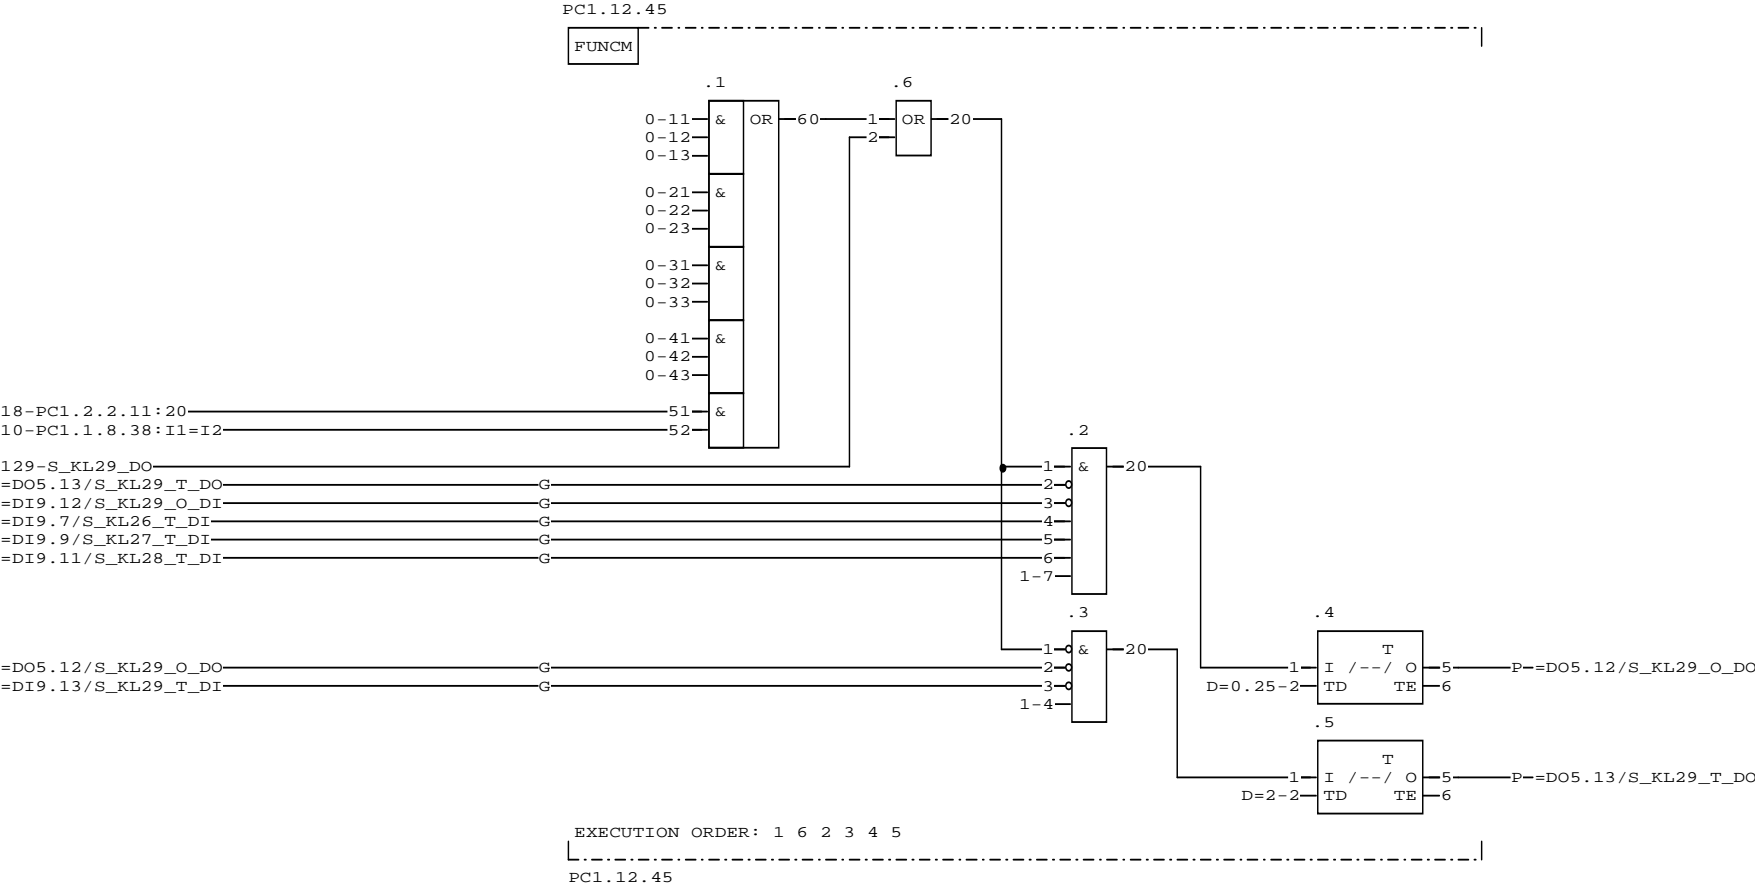 PC1.12.45
FUNCM
.1 .6
0-11 & OR 60 1 OR 20
0-12 2
0-13
0-21 &
0-22
0-23
0-31 &
0-32
0-33
0-41 &
0-42
0-43
18-PC1.2.2.11:20 51 &
10-PC1.1.8.38:I1=I2 52
.2
129-S_KL29_DO 1 & 20
=DO5.13/S_KL29_T_DO G 2
=DI9.12/S_KL29_O_DI G 3
=DI9.7/S_KL26_T_DI G 4
=DI9.9/S_KL27_T_DI G 5
=DI9.11/S_KL28_T_DI G 6
1-7
.3 .4
1 & 20 T
=DO5.12/S_KL29_O_DO G 2 1 I /--/ O 5 P-=DO5.12/S_KL29_O_DO
=DI9.13/S_KL29_T_DI G 3 D=0.25-2 TD TE 6
1-4
.5
T
1 I /--/ O 5 P-=DO5.13/S_KL29_T_DO
D=2-2 TD TE 6
EXECUTION ORDER: 1 6 2 3 4 5
PC1.12.45